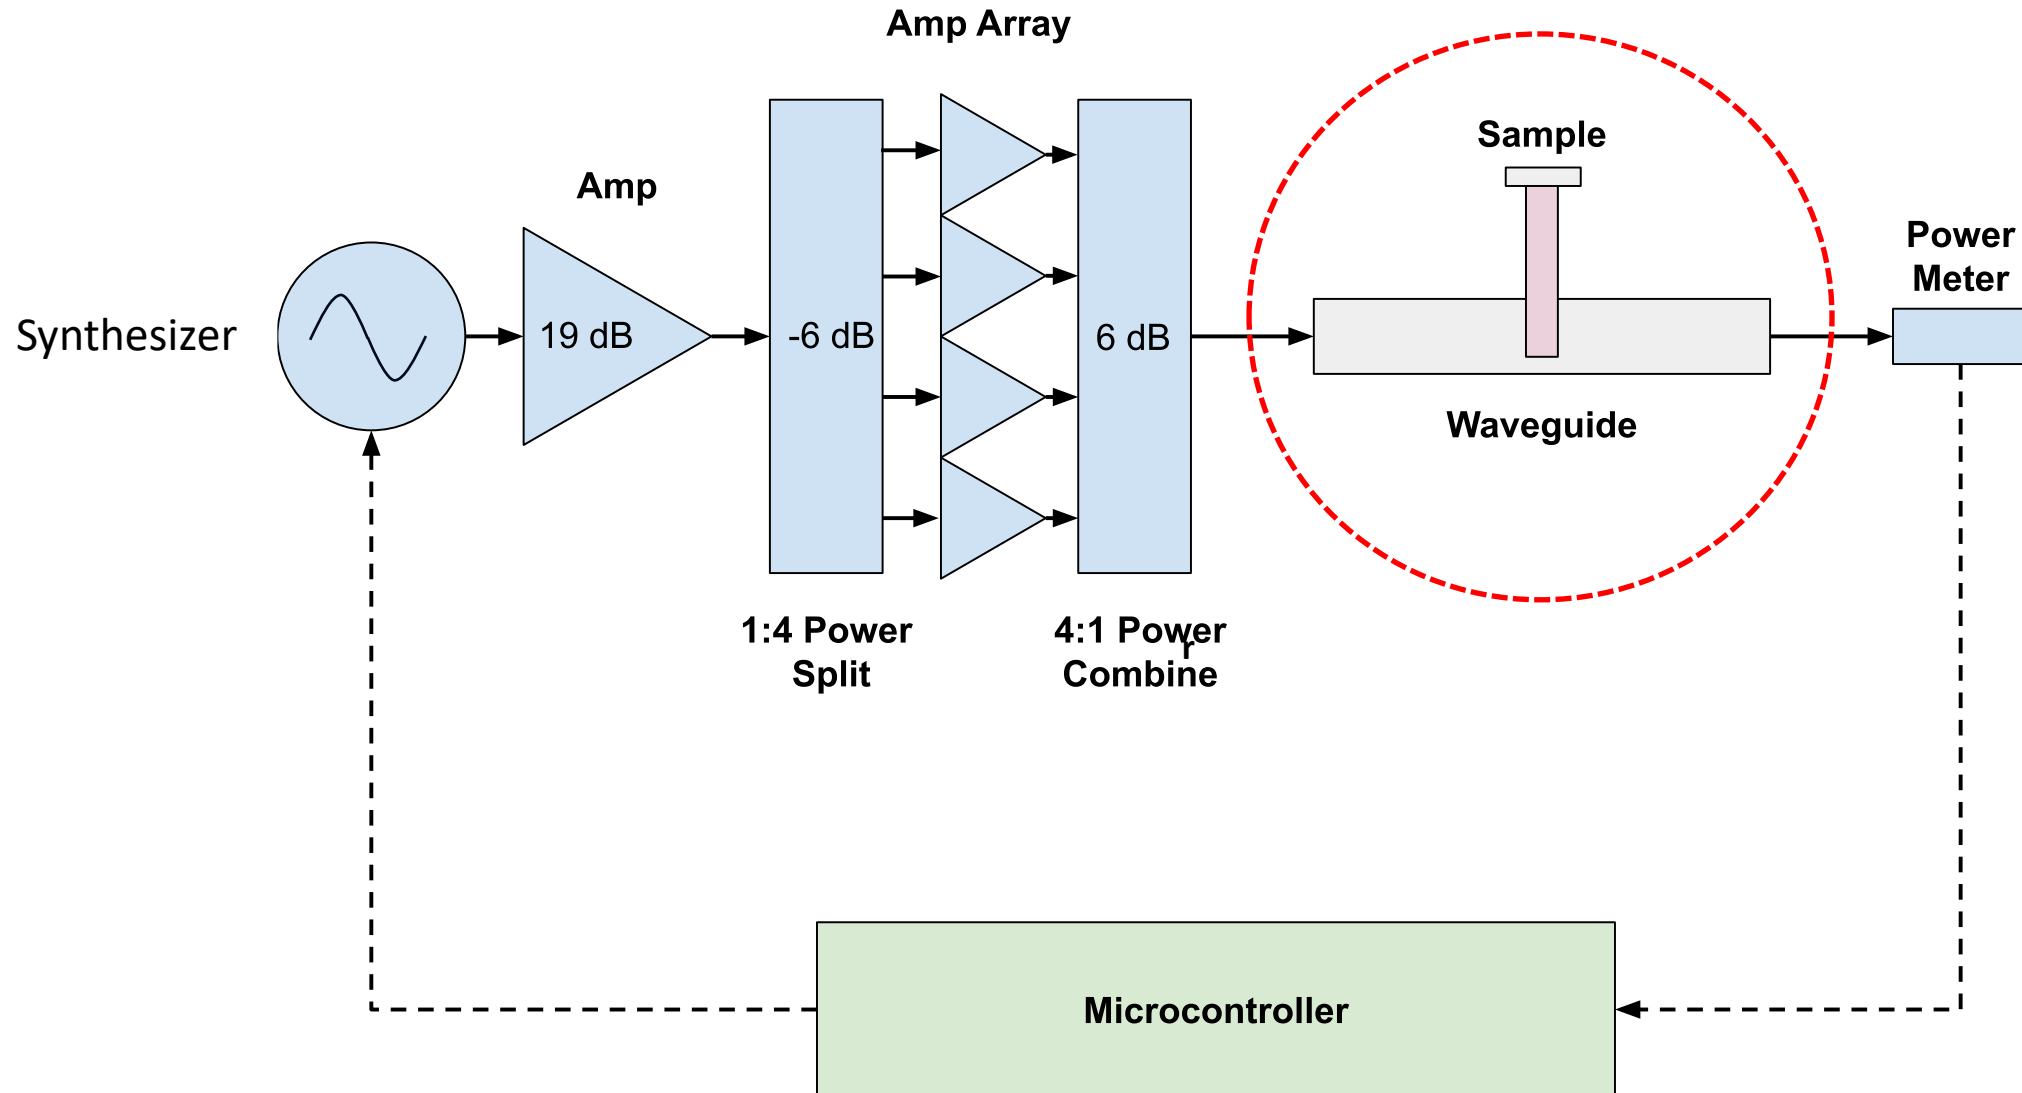 Amp Array
Sample
Amp
Power
Meter
Synthesizer
19 dB
-6 dB
6 dB
Waveguide
1:4 Power
Split
4:1 Power
r
Combine
Microcontroller